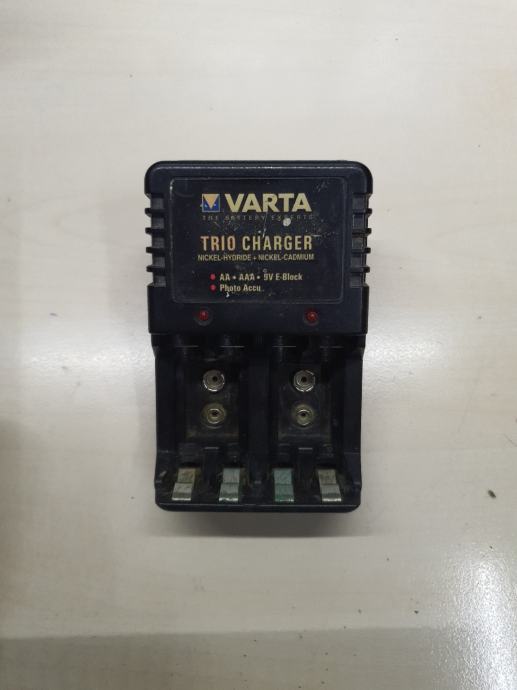 VARTA
THE BATTERY EXPERTS
TRIO CHARGER
NICKEL-HYDRIDE + NICKEL-CADMIUM
• AA • AAA • 9V E-Block
• Photo Accu